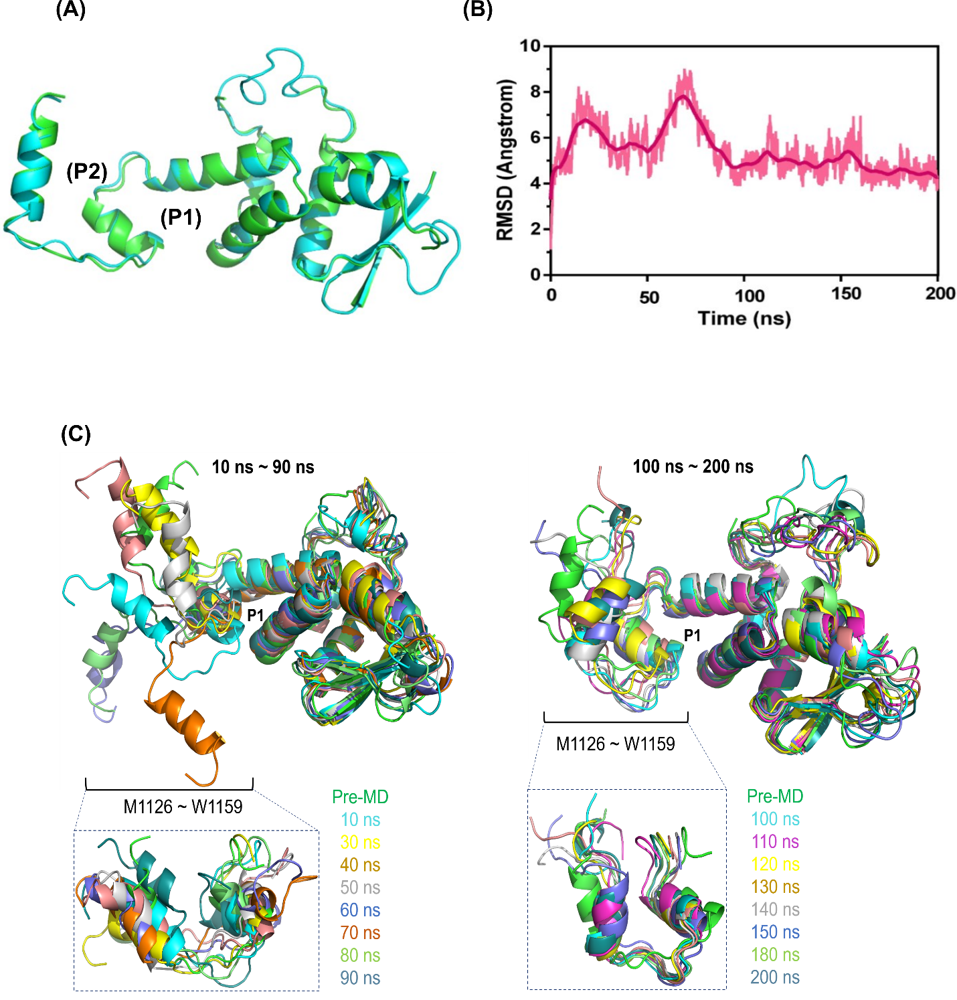 (A)
(P2)
(P1)
(B)
10
8
6
4
2
0
RMSD (Angstrom)
0 50 100 150 200
Time (ns)
(C)
10 ns ~ 90 ns
P1
M1126 ~ W1159
Pre-MD
10 ns
30 ns
40 ns
50 ns
60 ns
70 ns
80 ns
90 ns
100 ns ~ 200 ns
P1
M1126 ~ W1159
Pre-MD
100 ns
110 ns
120 ns
130 ns
140 ns
150 ns
180 ns
200 ns